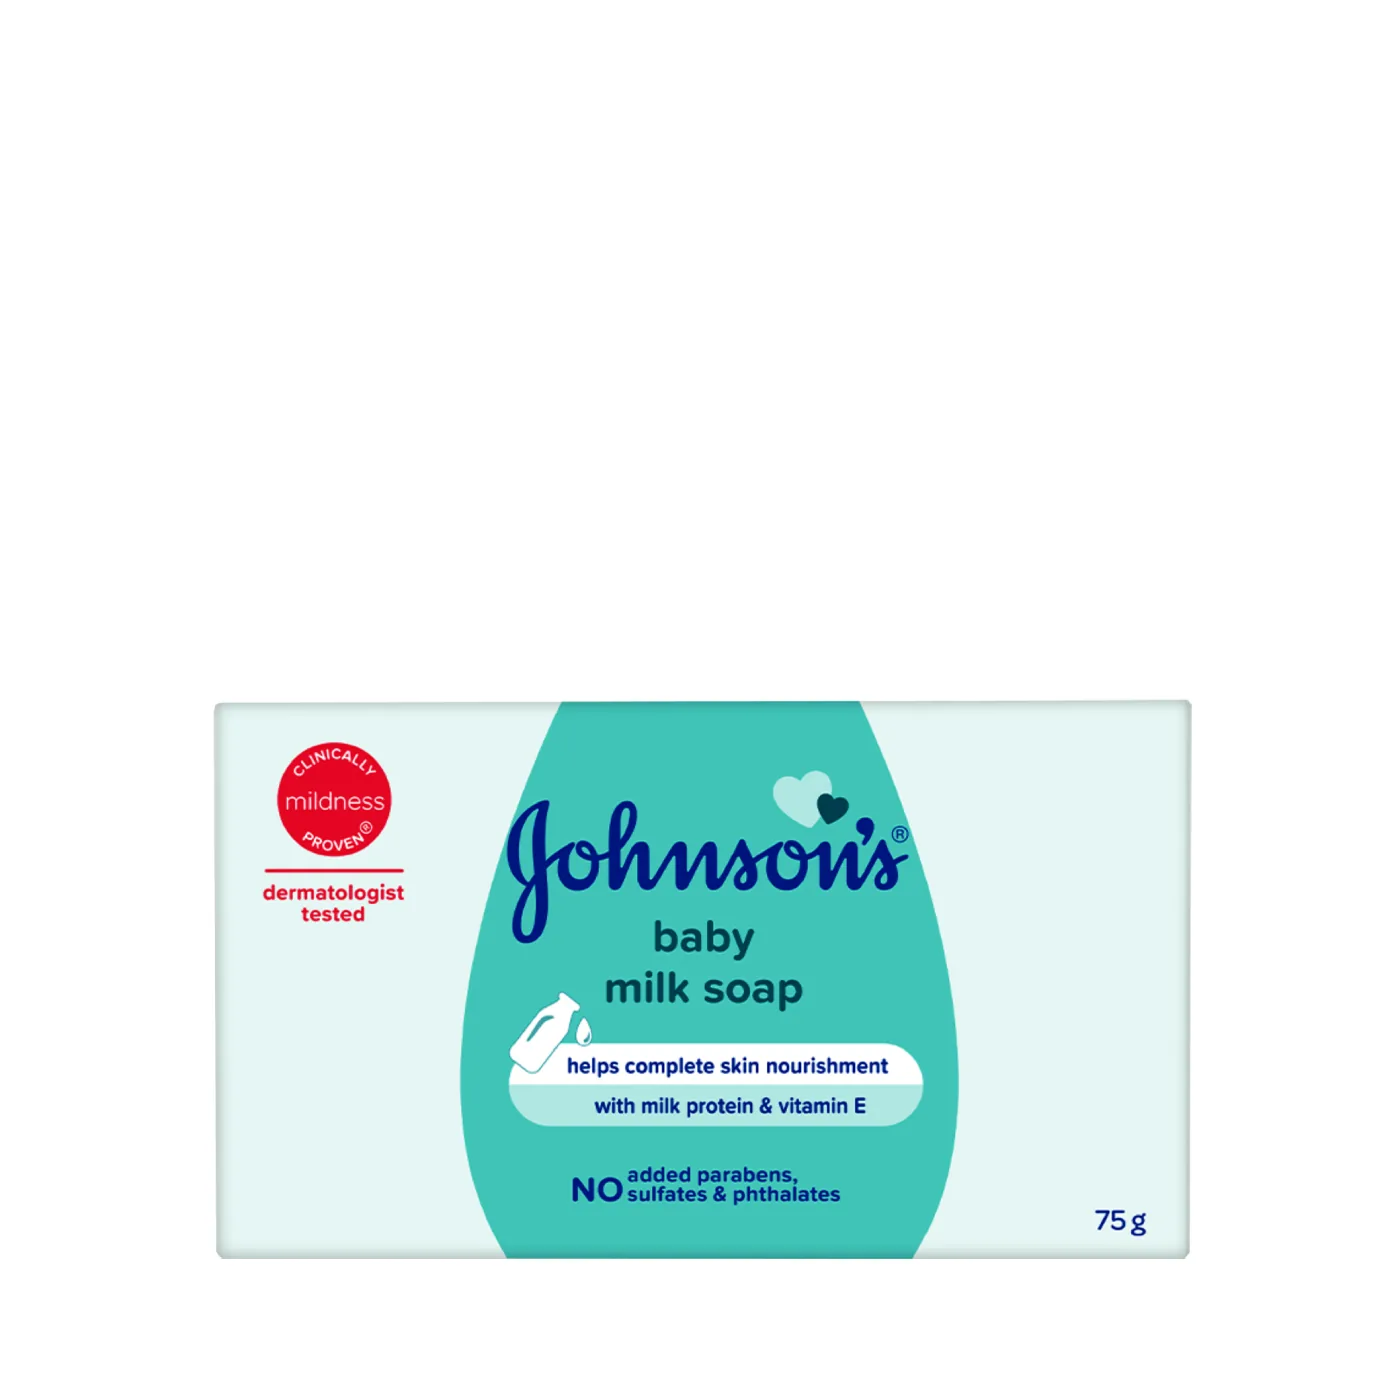 CLINICALLY
mildness
PROVEN®
dermatologist
tested
Johnson's®
baby
milk soap
helps complete skin nourishment
with milk protein & vitamin E
NO added parabens,
sulfates & phthalates
75 g